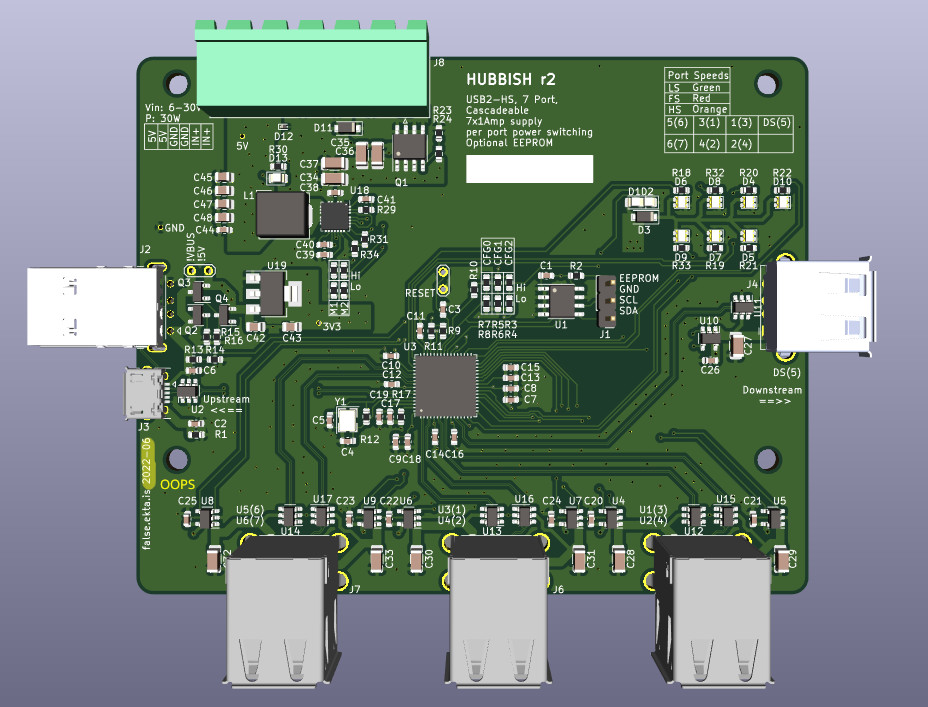 J8
HUBBISH r2
USB2-HS, 7 Port,
Cascadeable
7x1Amp supply
per port power switching
Optional EEPROM
Port Speeds
LS Green
FS Red
HS Orange
5(6) 3(1) 1(3) DS(5)
6(7) 4(2) 2(4)
Vin: 6-30V
P: 30W
5V
5V
GND
GND
IN+
IN+
D12
5V
D11
C35
C36
R23
R24
Q1
R30
D13
C37
C34
C38
U18
C45
C46
C47
C48
C44
L1
C41
R29
R31
R34
C40
C39
GND
R18 R32 R20 R22
D6 D8 D4 D10
D1D2
D3
D9 D7 D5
R33 R19 R21
J2
VBUS
5V
Q3
Q4
Q2
R15
R16
R13
R14
C6
U19
C42
C43
3V3
Hi
Lo
M1
M2
RESET
C3
R9
C11
R11
R10
CFG0
CFG1
CFG2
Hi
Lo
R7R5R3
R8R6R4
C1
R2
U1
EEPROM
GND
SCL
SDA
J1
J4
U10
C27
C26
DS(5)
Downstream
==>>
U3
C10
C12
C19
R17
C17
C15
C13
C8
C7
Upstream
<<==
U2
J3
C2
R1
Y1
C5
C4
R12
C9C18
C14C16
false.ekta.is 2022-06
OOPS
C25
U8
U5(6)
U6(7)
U17
U14
C23
U9
C22
U6
U3(1)
U4(2)
U16
U13
C24
U7
C20
U4
U1(3)
U2(4)
U15
U12
C21
U5
C33
C30
C31
C28
C29
J7
J6